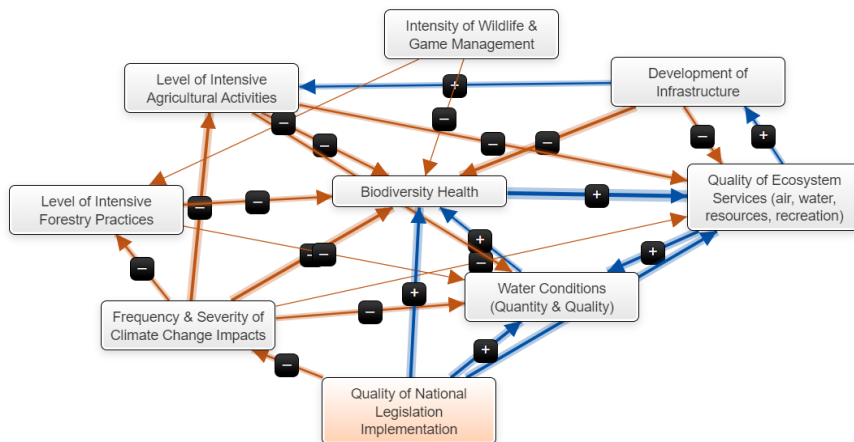 Intensity of Wildlife &
Game Management
Level of Intensive
Agricultural Activities
Development of
Infrastructure
+
−
−
−
−
−
−
+
Level of Intensive
Forestry Practices
Biodiversity Health
Quality of Ecosystem
Services (air, water,
resources, recreation)
−
−
+
+
−
−
+
−
−
Water Conditions
(Quantity & Quality)
+
Frequency & Severity of
Climate Change Impacts
−
+
−
Quality of National
Legislation
Implementation